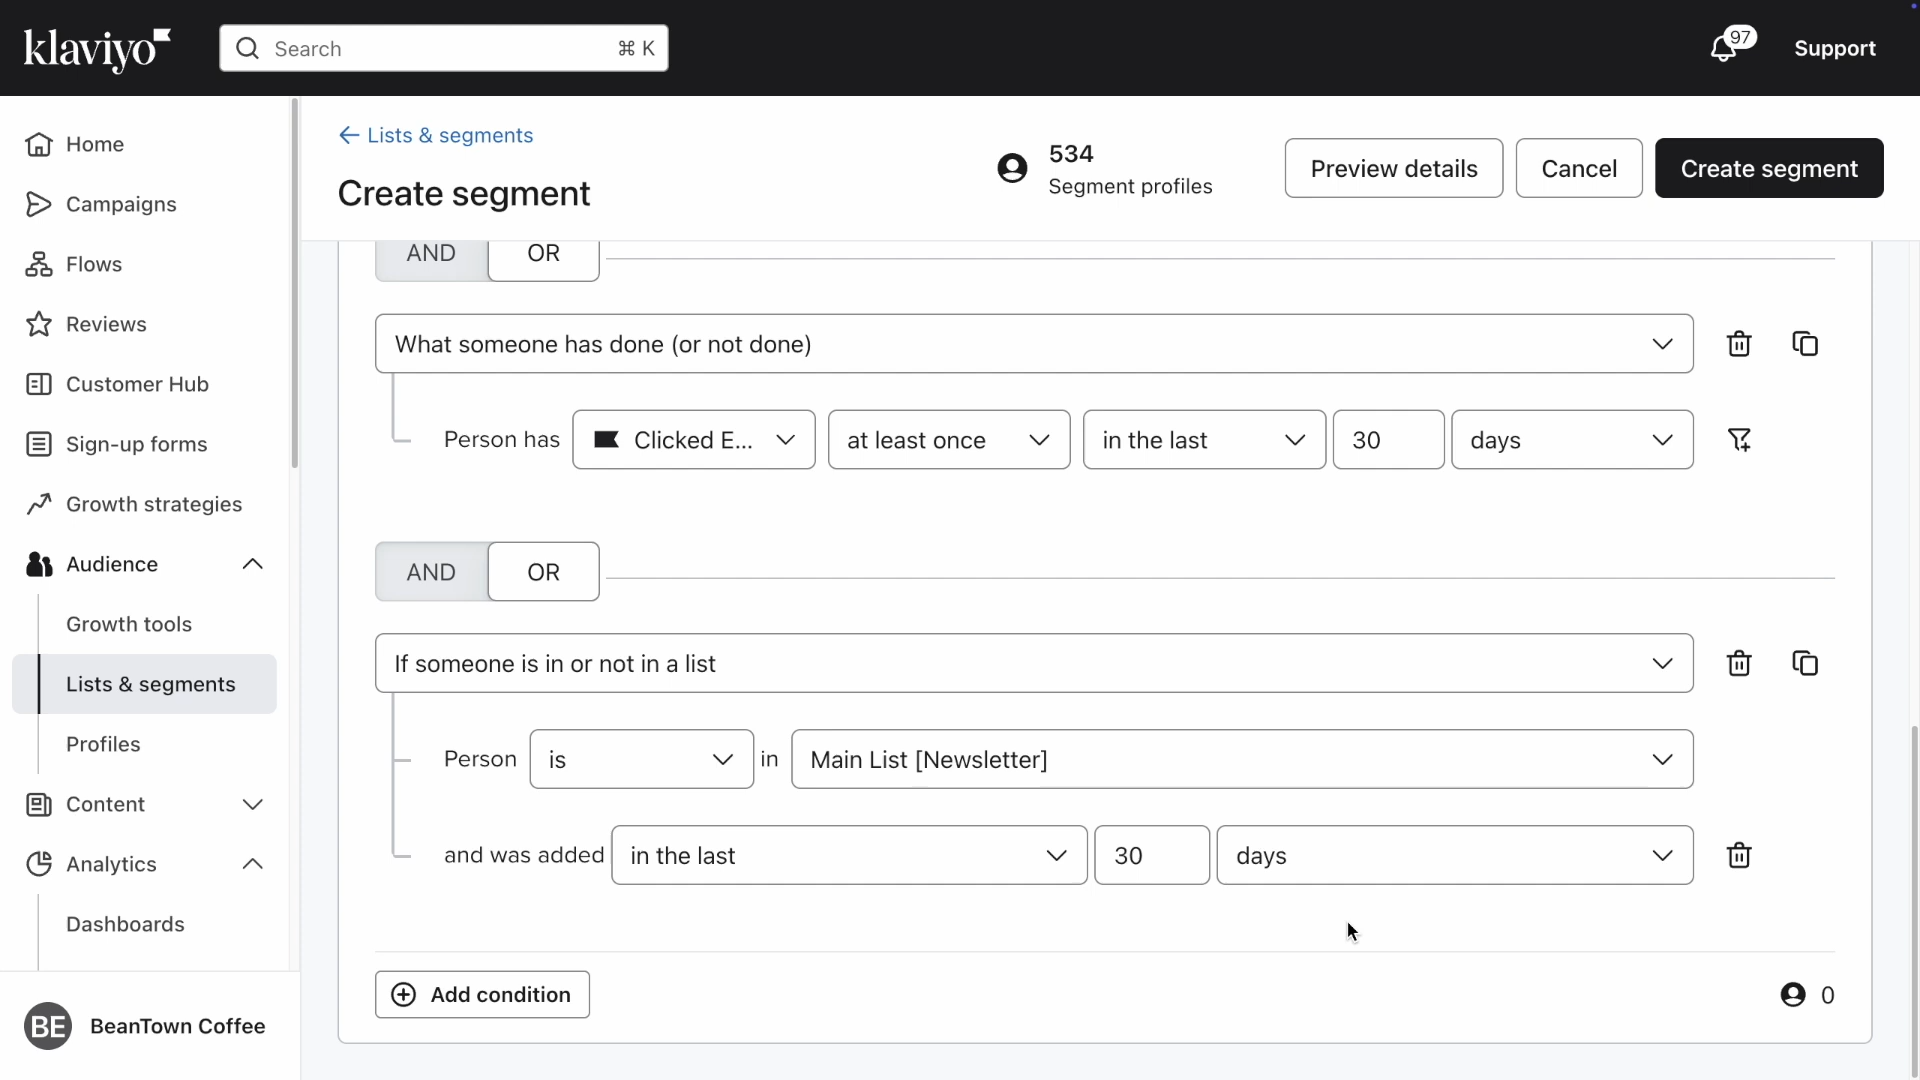 klaviyo
Search
⌘ K
97
Support
Home
Campaigns
Flows
Reviews
Customer Hub
Sign-up forms
Growth strategies
Audience
Growth tools
Lists & segments
Profiles
Content
Analytics
Dashboards
BE
BeanTown Coffee
Lists & segments
Create segment
534
Segment profiles
Preview details
Cancel
Create segment
AND OR
What someone has done (or not done)
Person has Clicked E... at least once in the last 30 days
AND OR
If someone is in or not in a list
Person is in Main List [Newsletter]
and was added in the last 30 days
Add condition
0